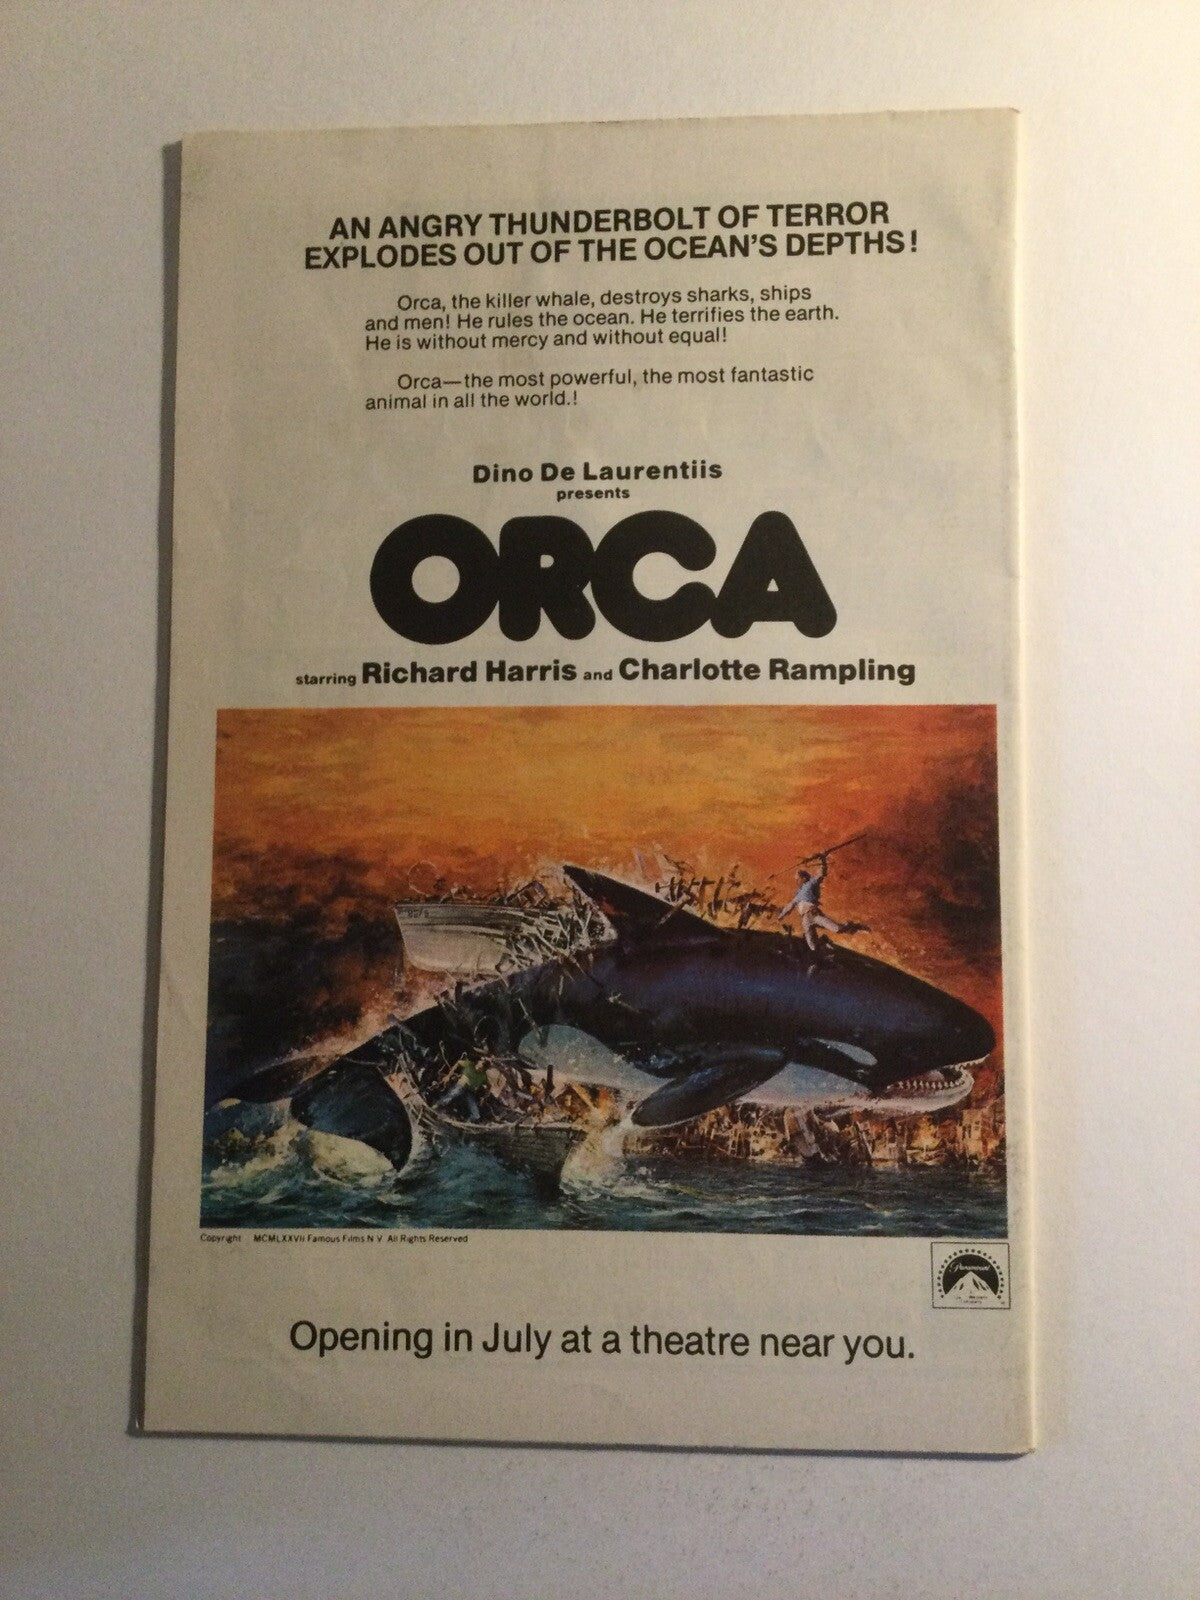 AN ANGRY THUNDERBOLT OF TERROR
EXPLODES OUT OF THE OCEAN'S DEPTHS!
Orca, the killer whale, destroys sharks, ships
and men! He rules the ocean. He terrifies the earth.
He is without mercy and without equal!
Orca—the most powerful, the most fantastic
animal in all the world.!
Dino De Laurentiis
presents
ORCA
starring Richard Harris and Charlotte Rampling
Copyright MCMLXXVII Famous Films N V All Rights Reserved
Paramount
Opening in July at a theatre near you.